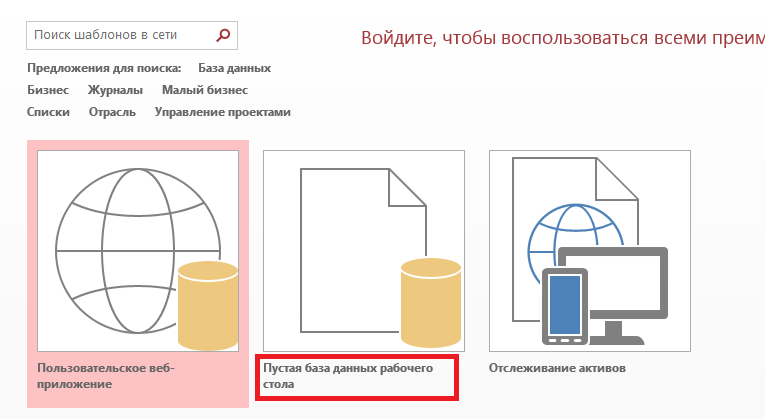 Поиск шаблонов в сети
Войдите, чтобы воспользоваться всеми преим
Предложения для поиска: База данных
Бизнес Журналы Малый бизнес
Списки Отрасль Управление проектами
Пользовательское веб-
приложение
Пустая база данных рабочего
стола
Отслеживание активов